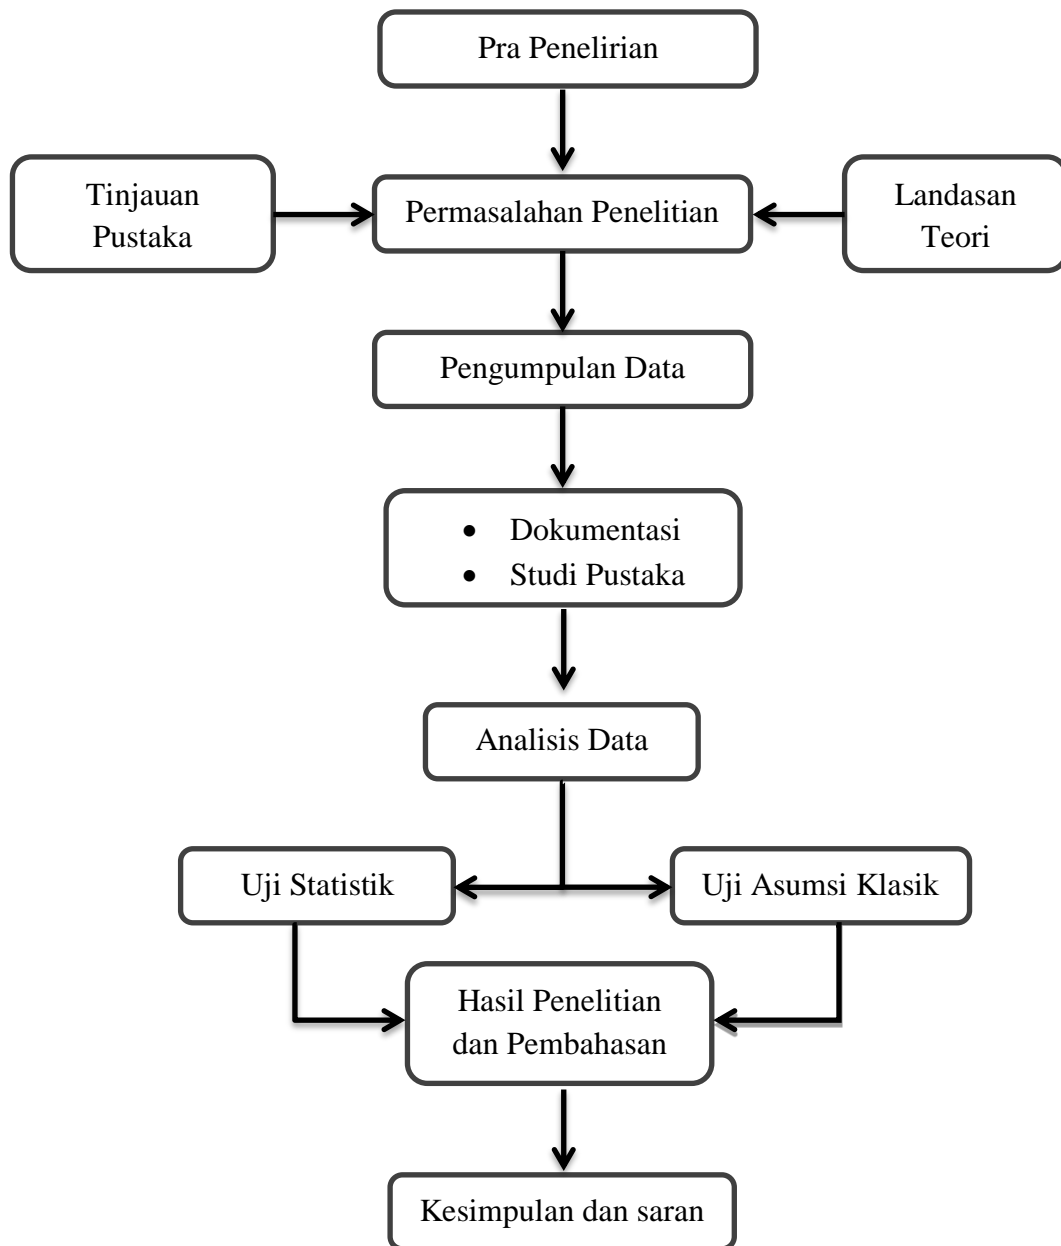 Pra Penelirian
Tinjauan
Pustaka
Permasalahan Penelitian
Landasan
Teori
Pengumpulan Data
• Dokumentasi
• Studi Pustaka
Analisis Data
Uji Statistik
Uji Asumsi Klasik
Hasil Penelitian
dan Pembahasan
Kesimpulan dan saran